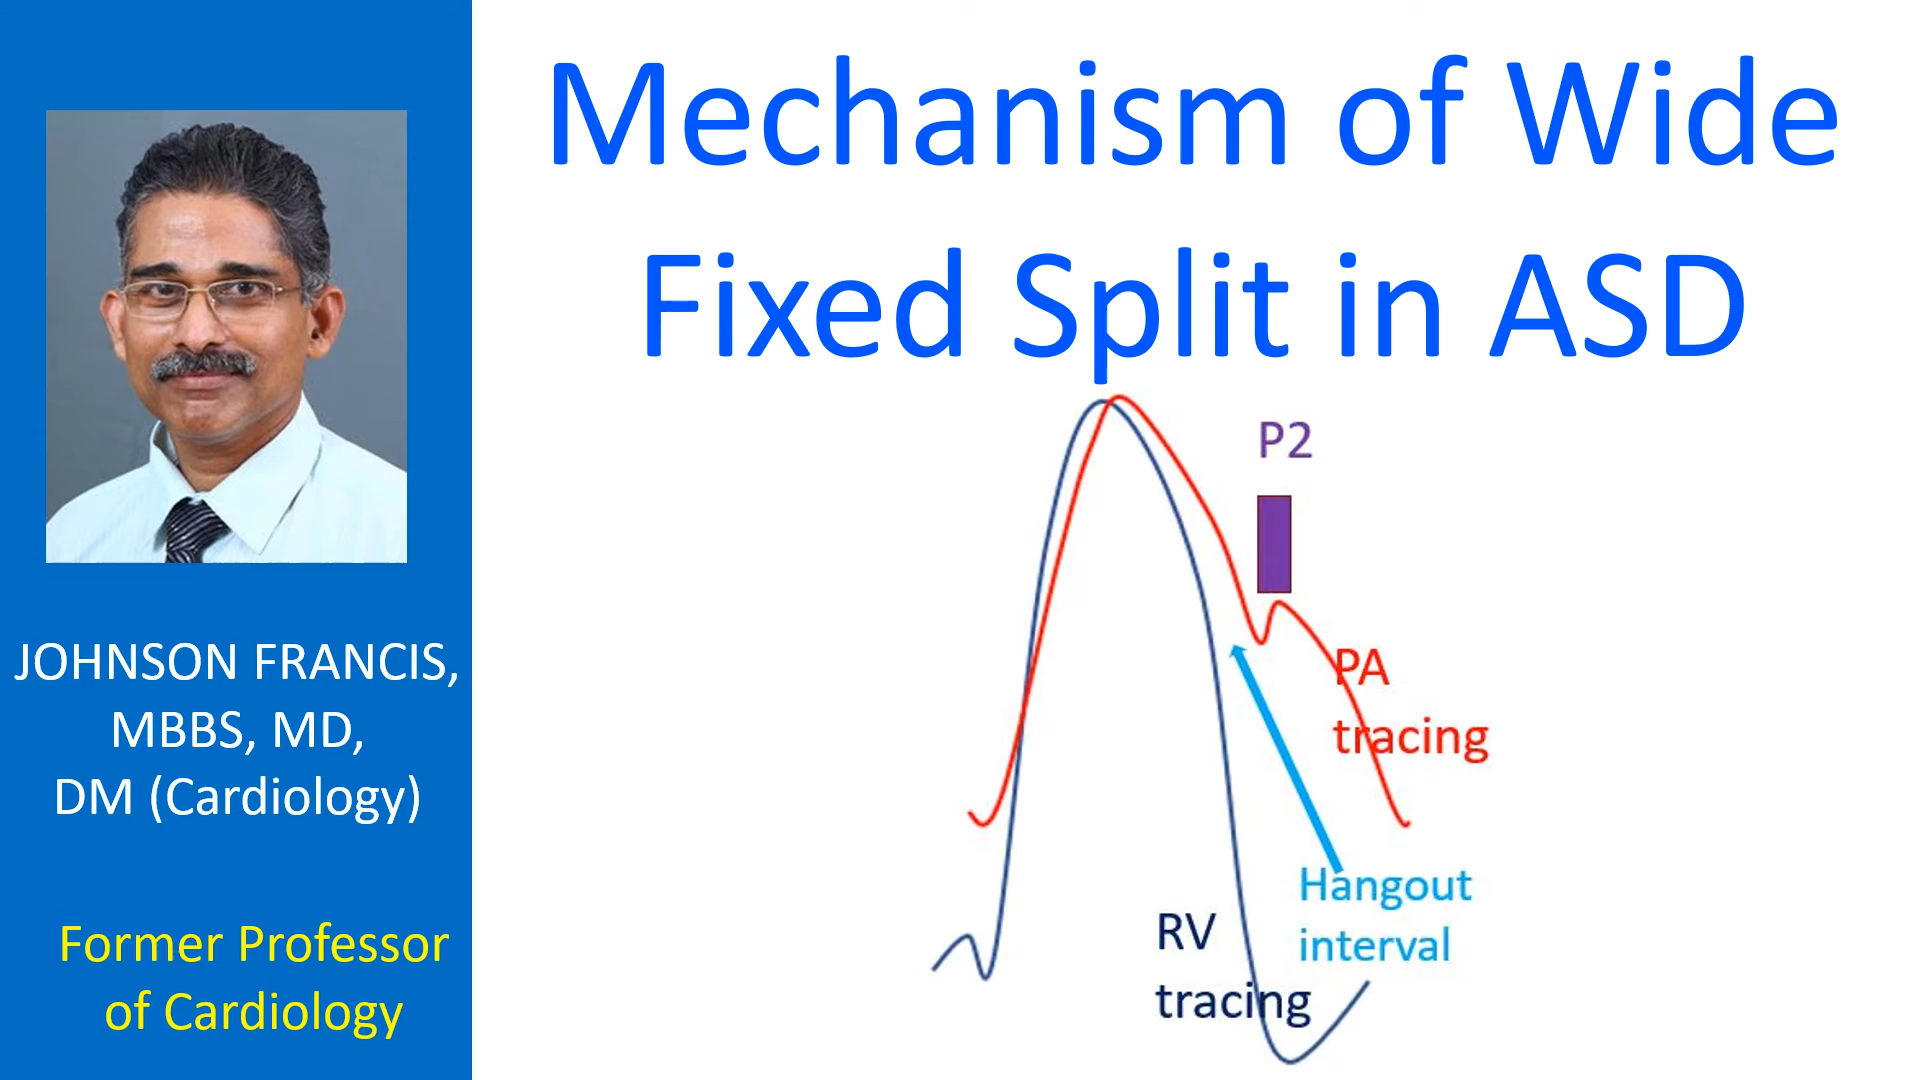 Mechanism of Wide
Fixed Split in ASD
JOHNSON FRANCIS,
MBBS, MD,
DM (Cardiology)
Former Professor
of Cardiology
P2
PA
tracing
Hangout
interval
RV
tracing